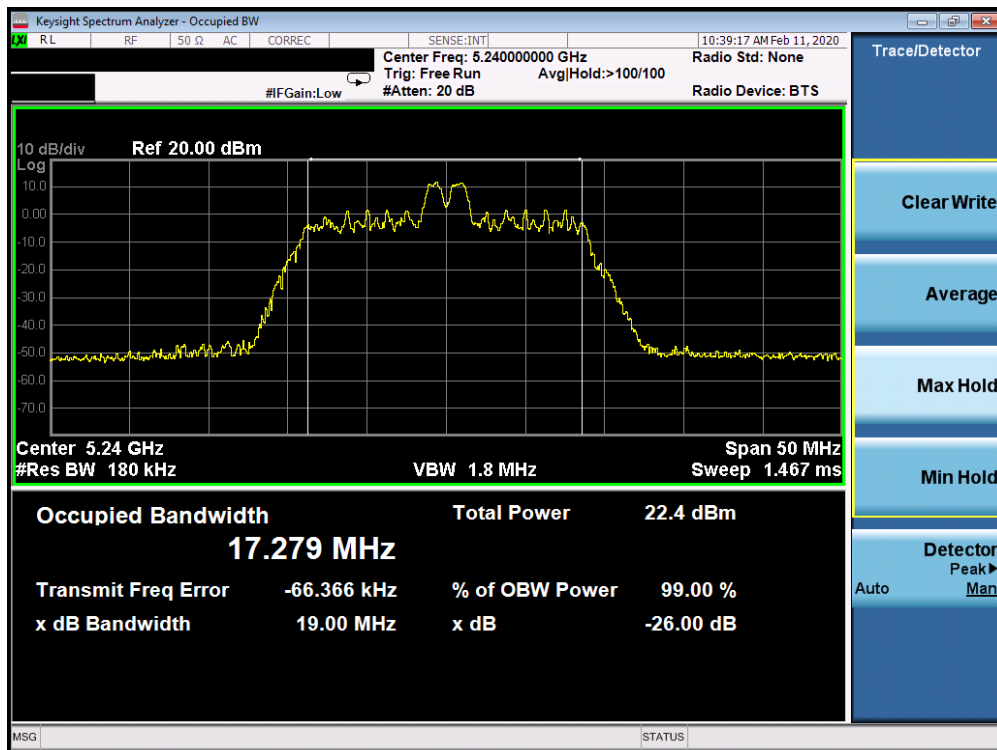 Keysight Spectrum Analyzer - Occupied BW
LXI RL RF 50 Ω AC CORREC SENSE:INT 10:39:17 AM Feb 11, 2020
Center Freq: 5.240000000 GHz Radio Std: None
Trig: Free Run Avg|Hold:>100/100
#IFGain:Low #Atten: 20 dB Radio Device: BTS
Trace/Detector
10 dB/div Ref 20.00 dBm
Log
10.0
0.00
-10.0
-20.0
-30.0
-40.0
-50.0
-60.0
-70.0
Center 5.24 GHz Span 50 MHz
#Res BW 180 kHz VBW 1.8 MHz Sweep 1.467 ms
Occupied Bandwidth Total Power 22.4 dBm
17.279 MHz
Transmit Freq Error -66.366 kHz % of OBW Power 99.00 %
x dB Bandwidth 19.00 MHz x dB -26.00 dB
Clear Write
Average
Max Hold
Min Hold
Detector
Peak▶
Auto Man
MSG STATUS